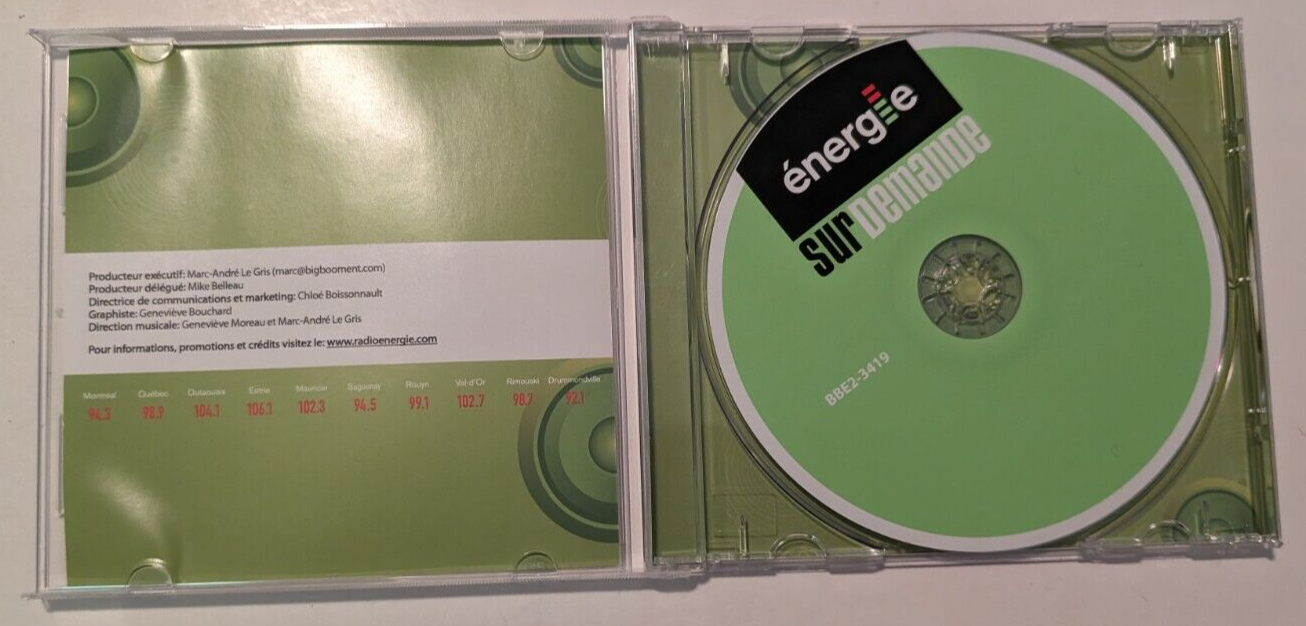 Producteur exécutif: Marc-André Le Gris (marc@bigbooment.com)
Producteur délégué: Mike Belleau
Directrice de communications et marketing: Chloé Boissonnault
Graphiste: Geneviève Bouchard
Direction musicale: Geneviève Moreau et Marc-André Le Gris
Pour informations, promotions et crédits visitez le: www.radioenergie.com
Montréal Québec Outaouais Estrie Mauricie Saguenay Rouyn Val-d'Or Rimouski Drummondville
94.3 98.9 104.1 106.1 102.3 94.5 99.1 102.7 98.7 92.1
énergie
sur DEMANDE
BBE2-3419